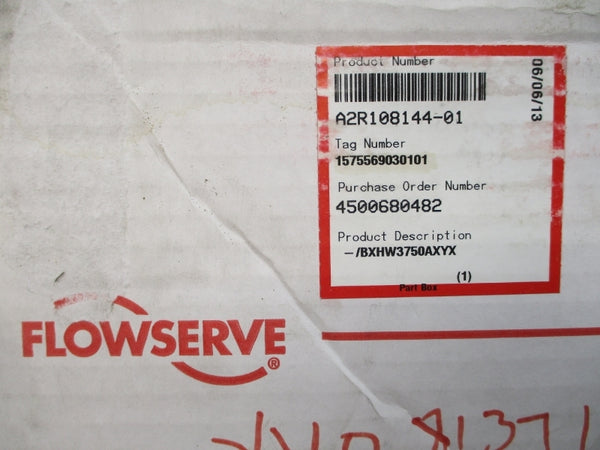 Product Number
06/06/13
A2R108144-01
Tag Number
1575569030101
Purchase Order Number
4500680482
Product Description
-/BXHW3750AXYX
(1)
Part Box
FLOWSERVE®
81371